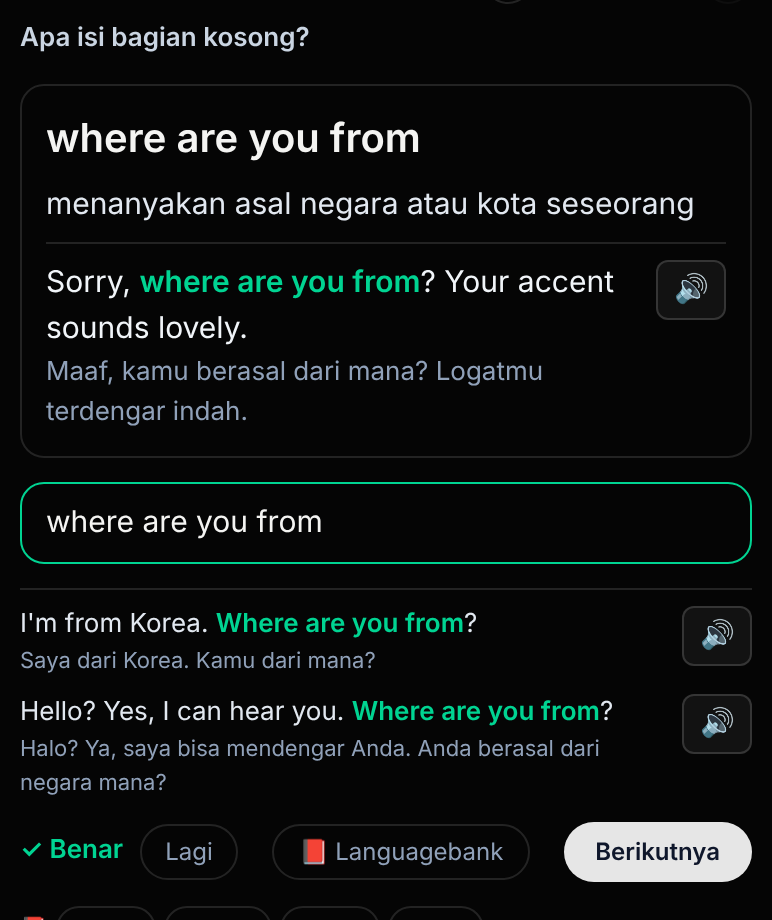 Apa isi bagian kosong?
where are you from
menanyakan asal negara atau kota seseorang
Sorry, where are you from? Your accent
sounds lovely.
Maaf, kamu berasal dari mana? Logatmu
terdengar indah.
where are you from
I'm from Korea. Where are you from?
Saya dari Korea. Kamu dari mana?
Hello? Yes, I can hear you. Where are you from?
Halo? Ya, saya bisa mendengar Anda. Anda berasal dari
negara mana?
✓ Benar
Lagi
Languagebank
Berikutnya